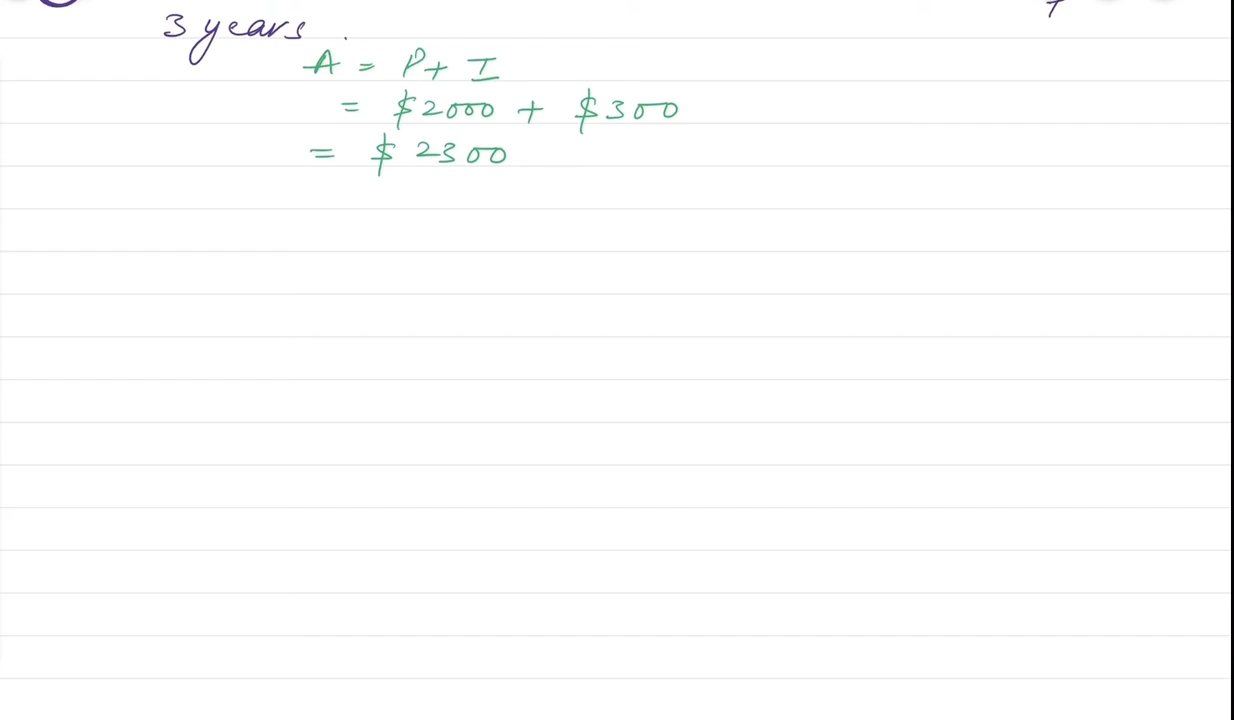 3 years.
A = P + I
= $2000 + $300
= $2300